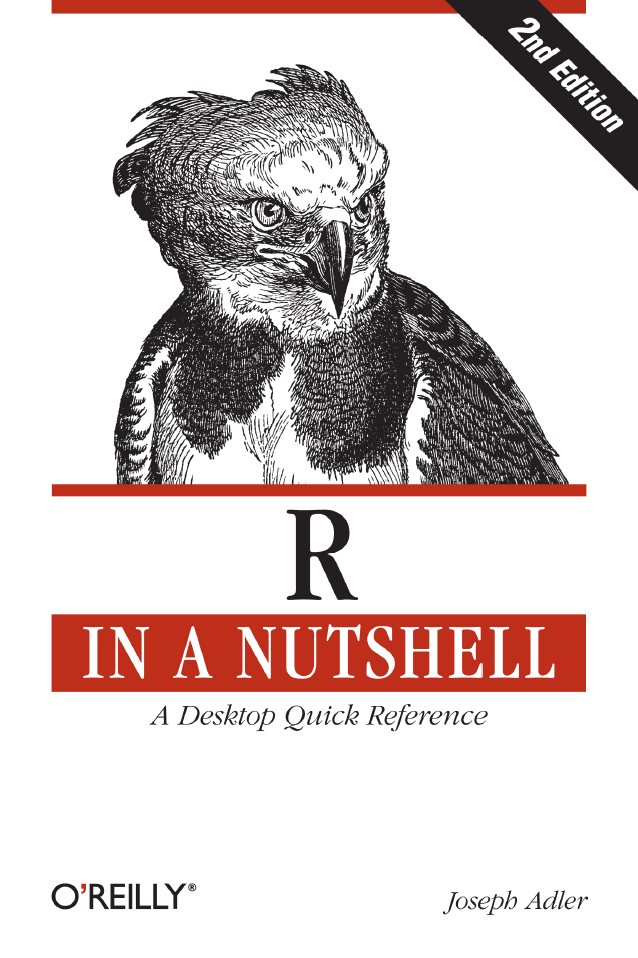 2nd Edition
R
IN A NUTSHELL
A Desktop Quick Reference
O'REILLY®
Joseph Adler